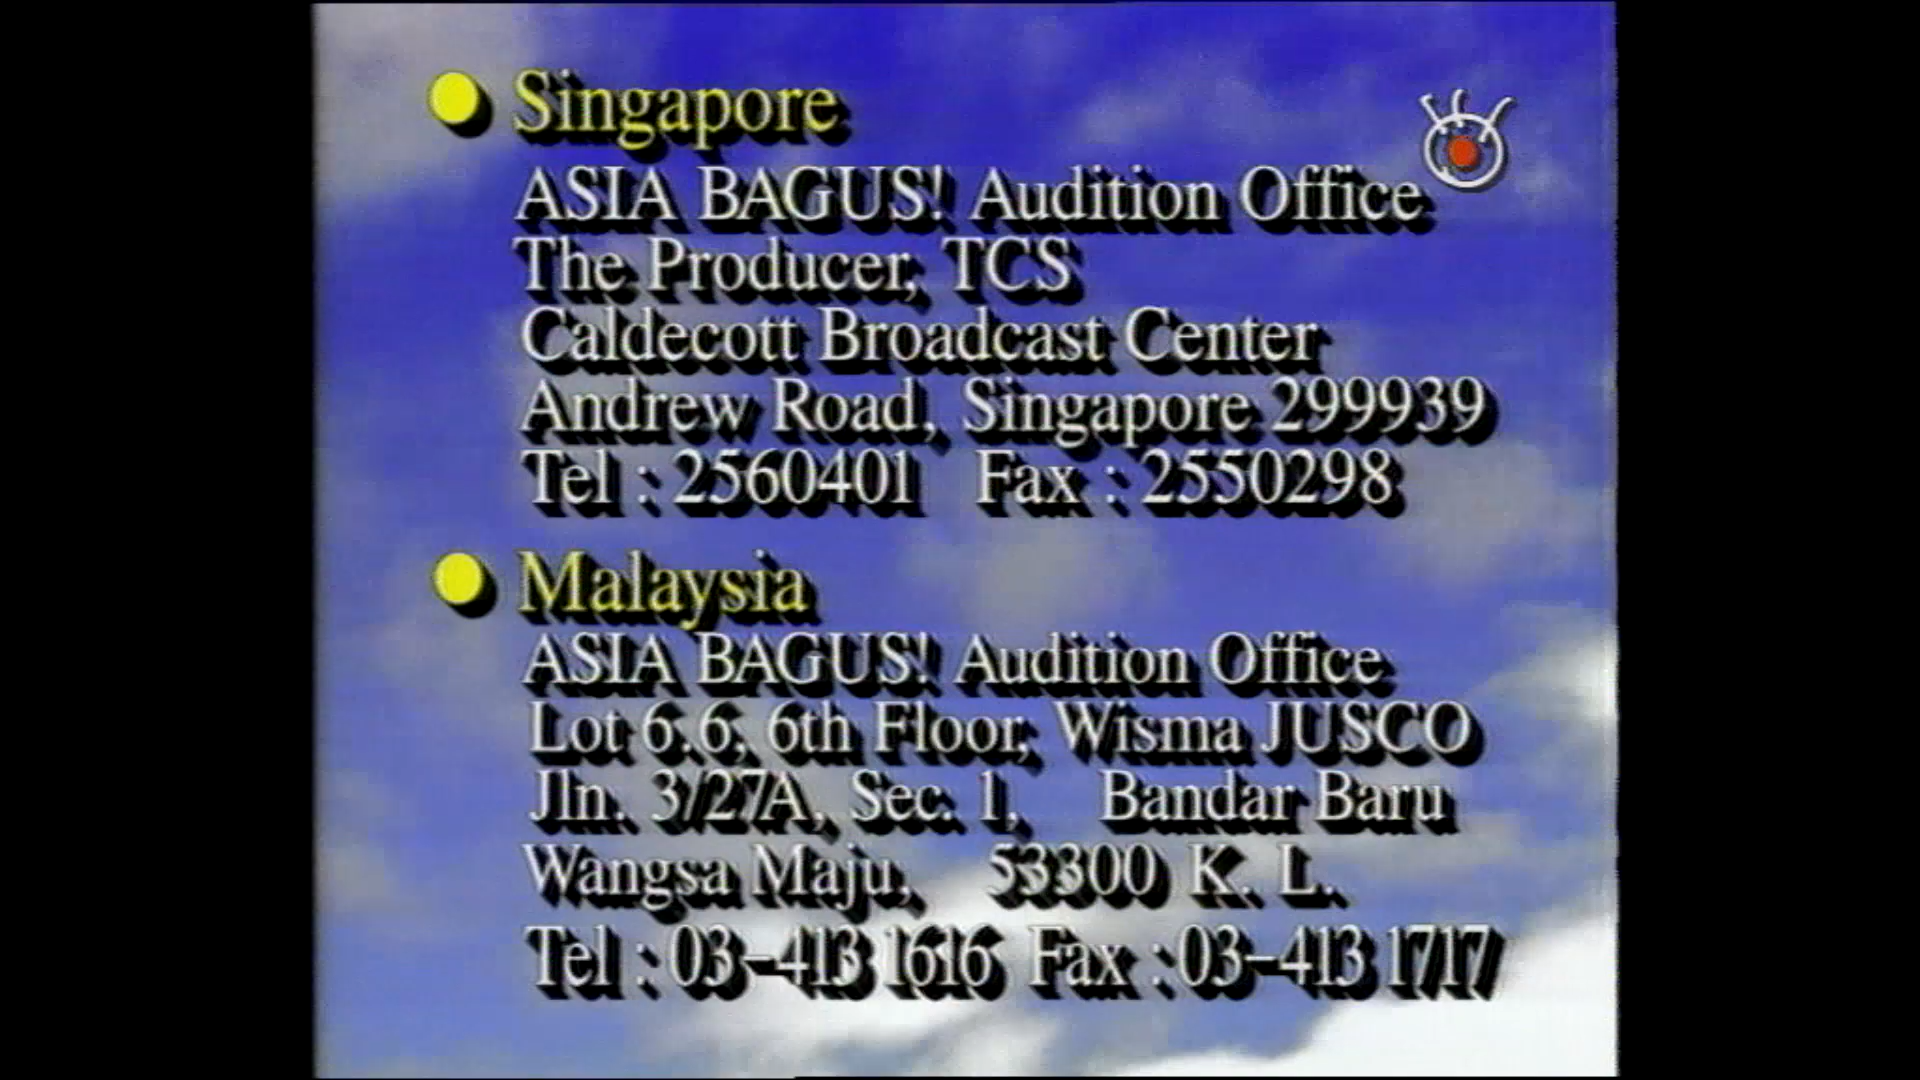 Singapore
ASIA BAGUS! Audition Office
The Producer, TCS
Caldecott Broadcast Center
Andrew Road, Singapore 299939
Tel : 2560401 Fax : 2550298
Malaysia
ASIA BAGUS! Audition Office
Lot 6.6, 6th Floor, Wisma JUSCO
Jln. 3/27A, Sec. 1, Bandar Baru
Wangsa Maju, 53300 K. L.
Tel : 03-413 1616 Fax : 03-413 1717